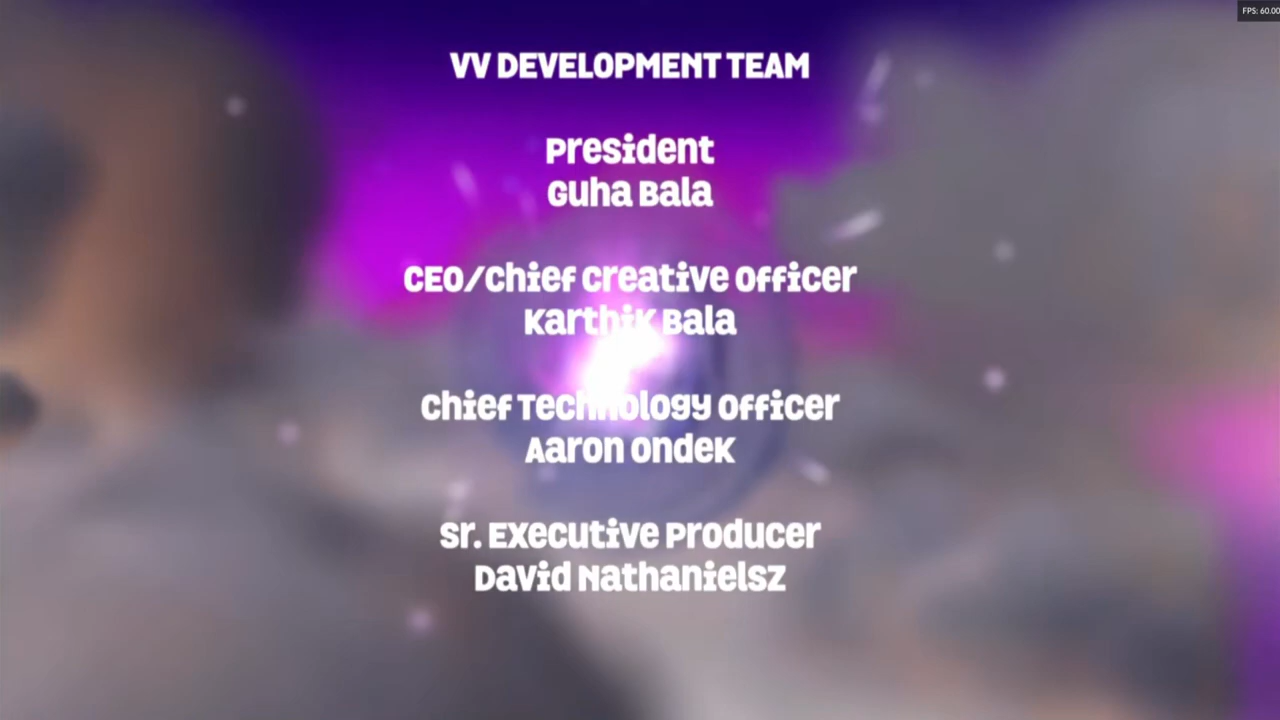 FPS: 60.00
VV DEVELOPMENT TEAM
President
Guha Bala
CEO/Chief Creative Officer
Karthik Bala
Chief Technology Officer
Aaron Ondek
Sr. Executive Producer
David Nathanielsz